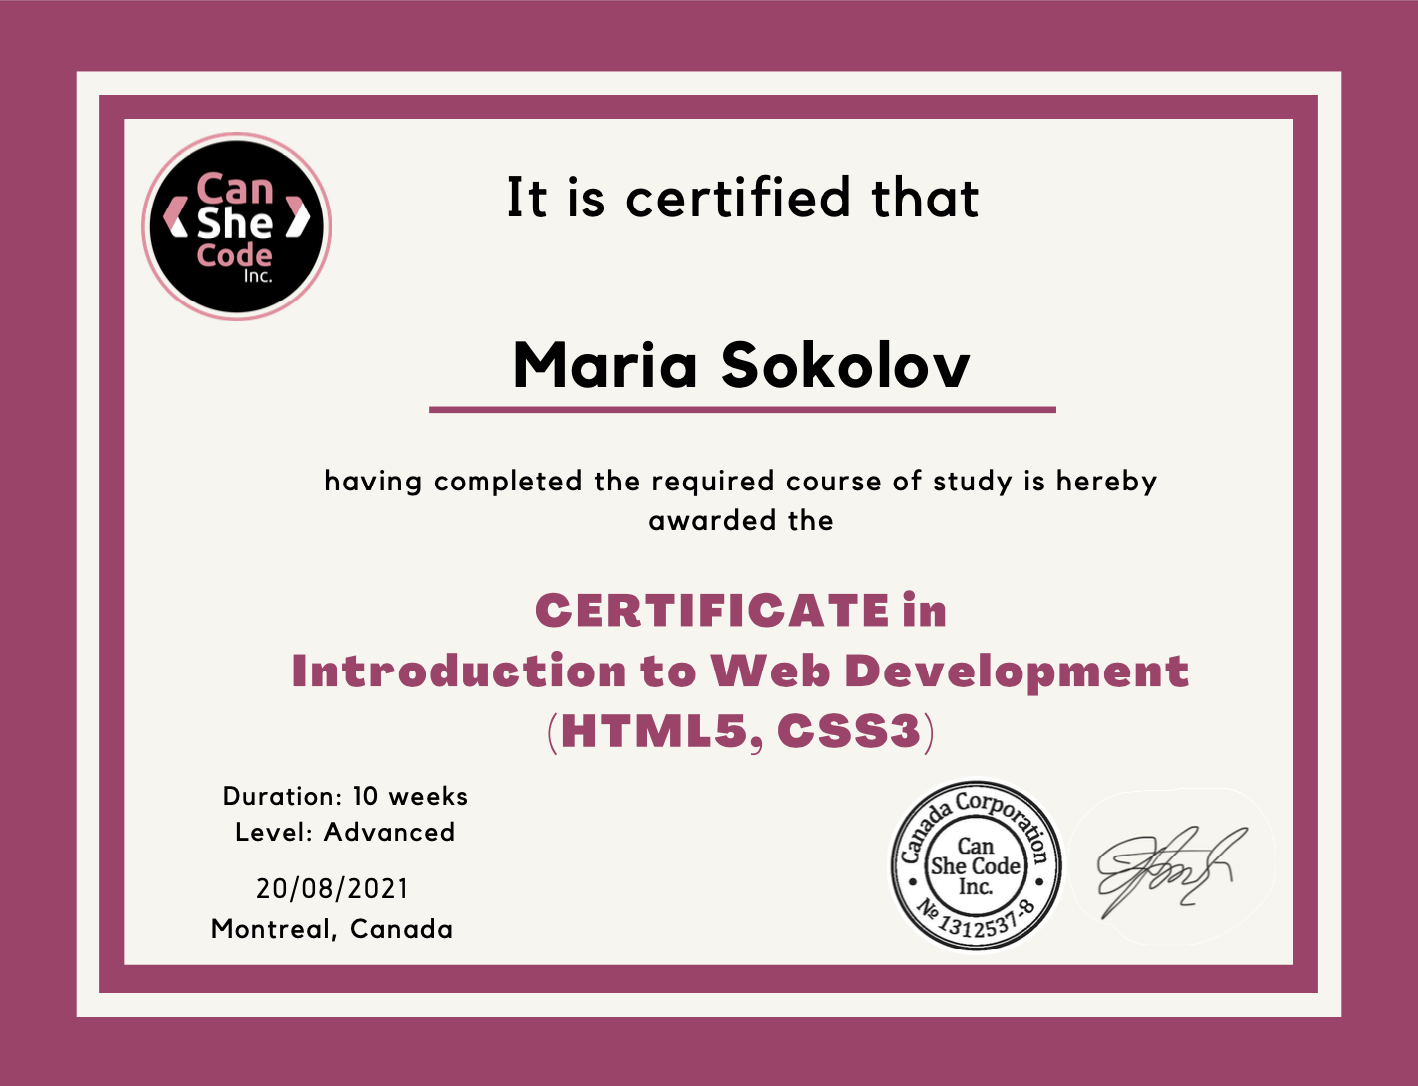 Can
She
Code
Inc.
It is certified that
Maria Sokolov
having completed the required course of study is hereby
awarded the
CERTIFICATE in
Introduction to Web Development
(HTML5, CSS3)
Duration: 10 weeks
Level: Advanced
20/08/2021
Montreal, Canada
Canada Corporation
Can
She Code
Inc.
№ 1312537-8